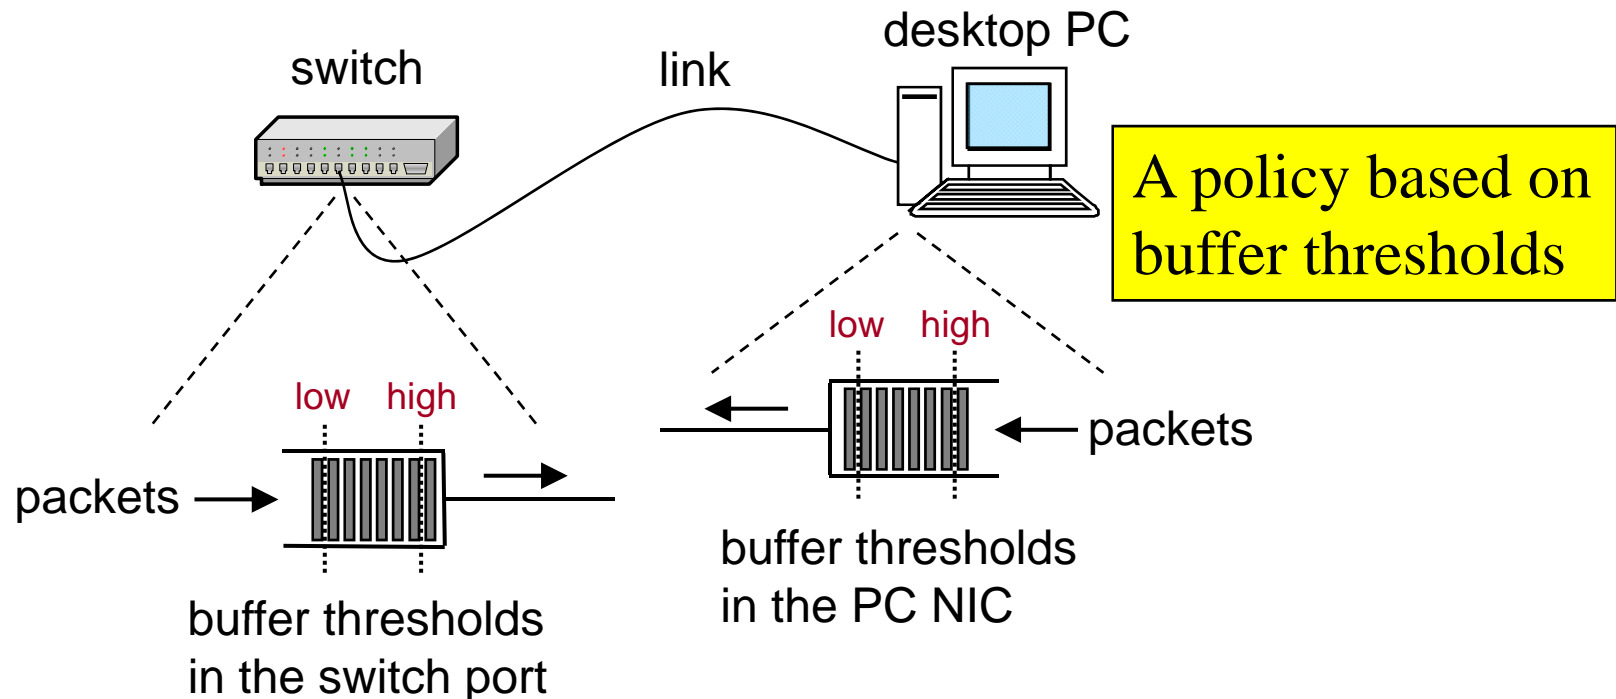 desktop PC
switch
link
A policy based on
buffer thresholds
low high
low high
packets
packets
buffer thresholds
in the PC NIC
buffer thresholds
in the switch port